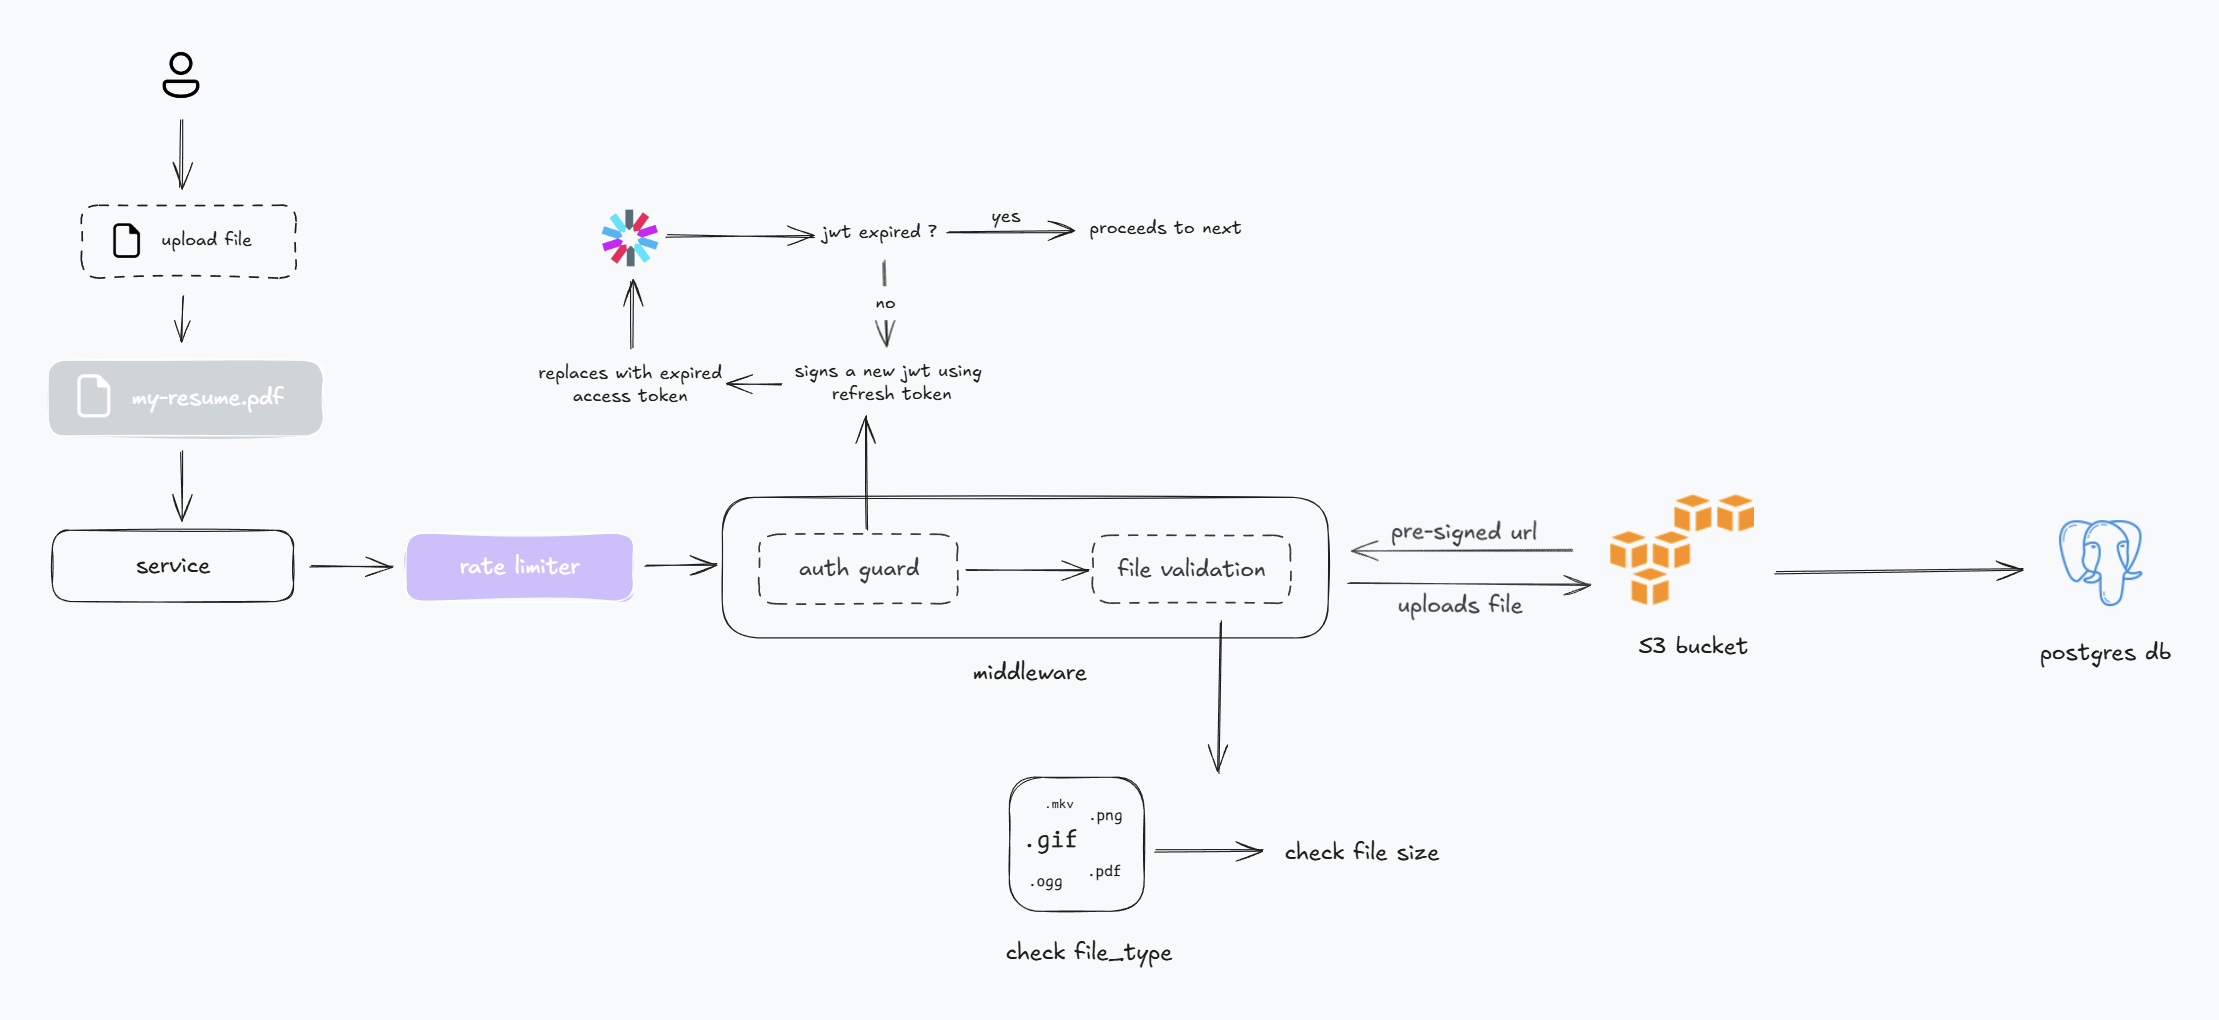 upload file
my-resume.pdf
service
rate limiter
jwt expired ?
yes
proceeds to next
no
signs a new jwt using
refresh token
replaces with expired
access token
auth guard
file validation
middleware
pre-signed url
uploads file
S3 bucket
postgres db
.mkv
.png
.gif
.pdf
.ogg
check file_type
check file size